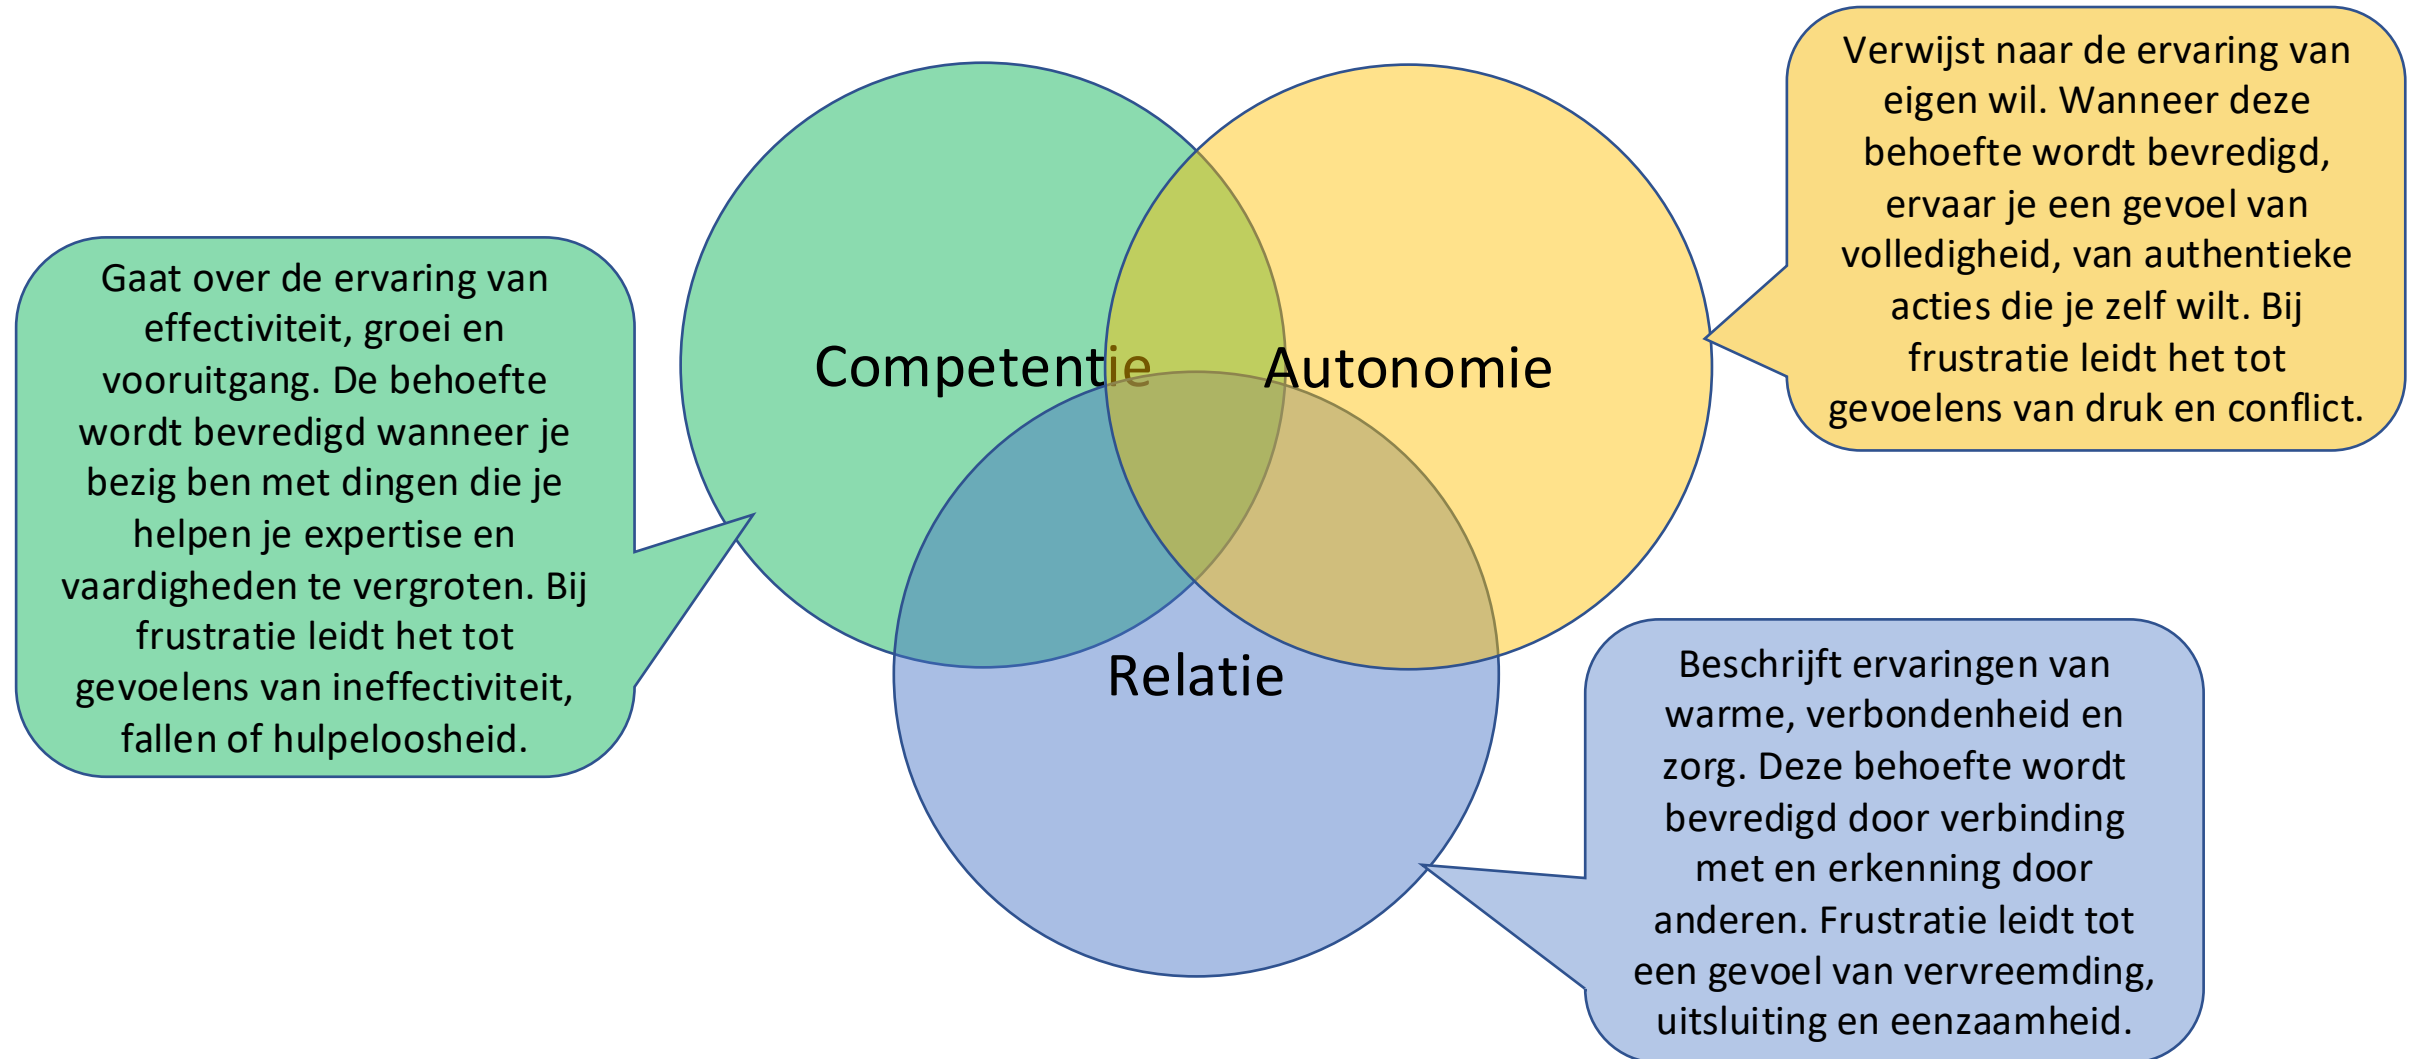 Gaat over de ervaring van
effectiviteit, groei en
vooruitgang. De behoefte
wordt bevredigd wanneer je
bezig ben met dingen die je
helpen je expertise en
vaardigheden te vergroten. Bij
frustratie leidt het tot
gevoelens van ineffectiviteit,
fallen of hulpeloosheid.
Competentie
Autonomie
Relatie
Verwijst naar de ervaring van
eigen wil. Wanneer deze
behoefte wordt bevredigd,
ervaar je een gevoel van
volledigheid, van authentieke
acties die je zelf wilt. Bij
frustratie leidt het tot
gevoelens van druk en conflict.
Beschrijft ervaringen van
warme, verbondenheid en
zorg. Deze behoefte wordt
bevredigd door verbinding
met en erkenning door
anderen. Frustratie leidt tot
een gevoel van vervreemding,
uitsluiting en eenzaamheid.